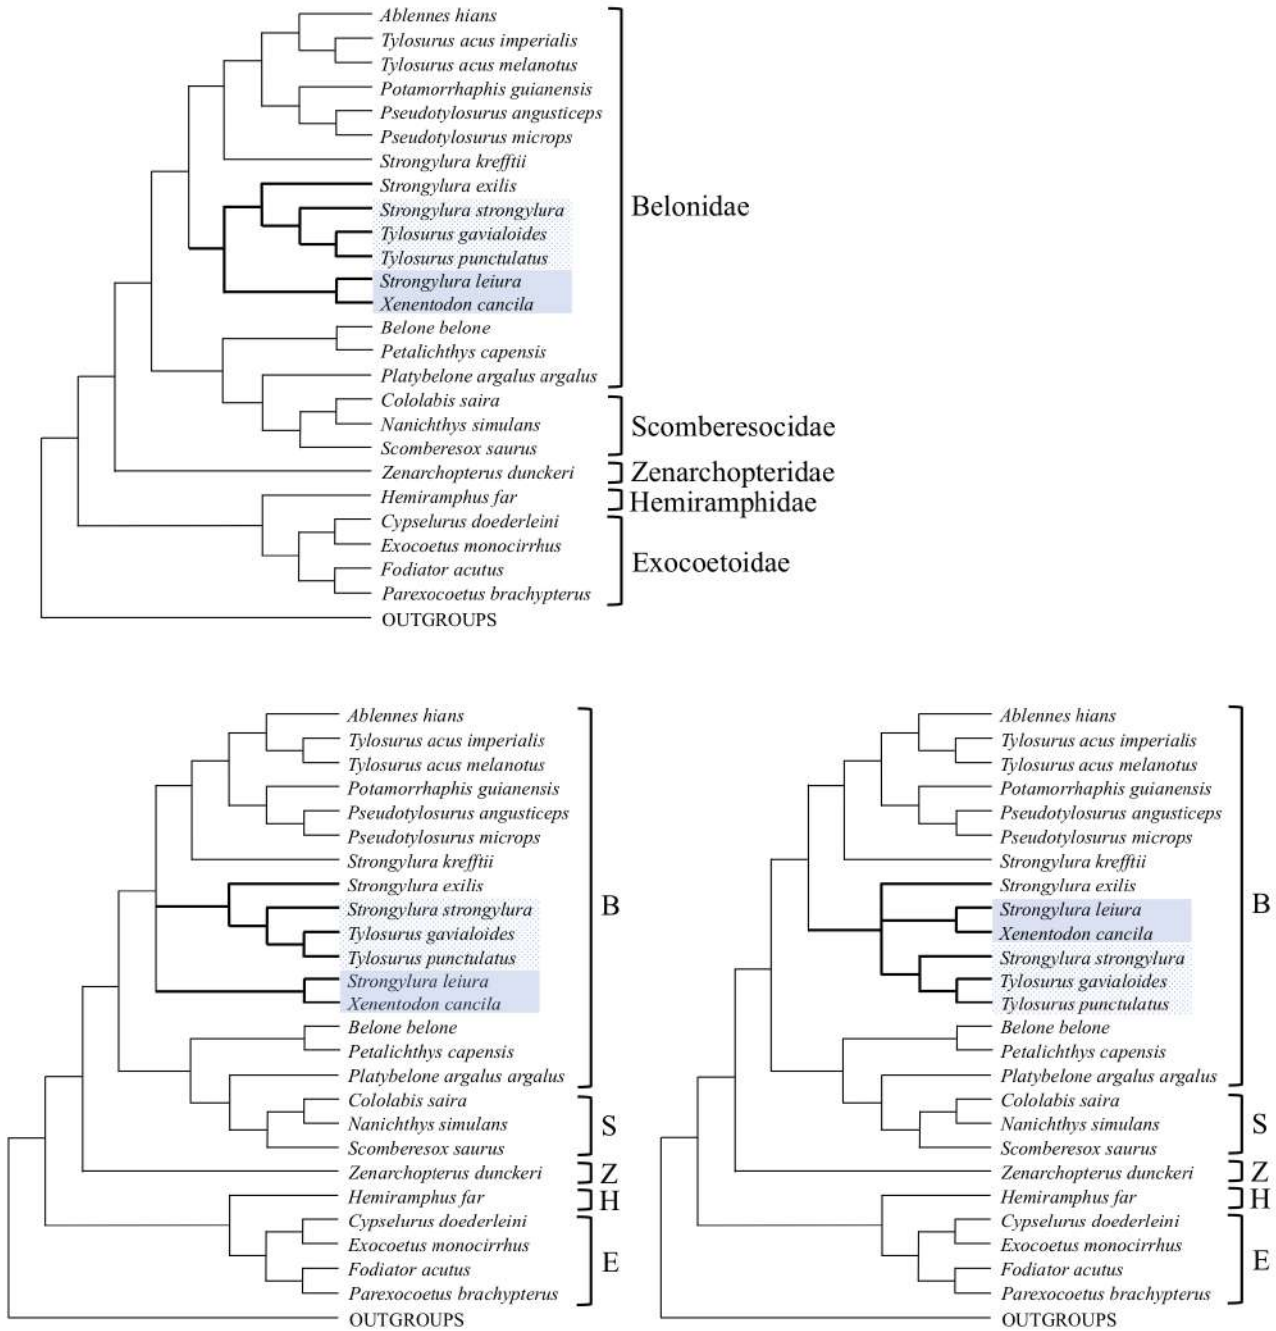 Ablennes hians
Tylosurus acus imperialis
Tylosurus acus melanotus
Potamorrhaphis guianensis
Pseudotylosurus angusticeps
Pseudotylosurus microps
Strongylura krefftii
Strongylura exilis
Strongylura strongylura
Tylosurus gavialoides
Tylosurus punctulatus
Strongylura leiura
Xenentodon cancila
Belone belone
Petalichthys capensis
Platybelone argalus argalus
Cololabis saira
Nanichthys simulans
Scomberesox saurus
Zenarchopterus dunckeri
Hemiramphus far
Cypselurus doederleini
Exocoetus monocirrhus
Fodiator acutus
Parexocoetus brachypterus
OUTGROUPS
Belonidae
Scomberesocidae
Zenarchopteridae
Hemiramphidae
Exocoetoidae
Ablennes hians
Tylosurus acus imperialis
Tylosurus acus melanotus
Potamorrhaphis guianensis
Pseudotylosurus angusticeps
Pseudotylosurus microps
Strongylura krefftii
Strongylura exilis
Strongylura strongylura
Tylosurus gavialoides
Tylosurus punctulatus
Strongylura leiura
Xenentodon cancila
Belone belone
Petalichthys capensis
Platybelone argalus argalus
Cololabis saira
Nanichthys simulans
Scomberesox saurus
Zenarchopterus dunckeri
Hemiramphus far
Cypselurus doederleini
Exocoetus monocirrhus
Fodiator acutus
Parexocoetus brachypterus
OUTGROUPS
B
S
Z
H
E
Ablennes hians
Tylosurus acus imperialis
Tylosurus acus melanotus
Potamorrhaphis guianensis
Pseudotylosurus angusticeps
Pseudotylosurus microps
Strongylura krefftii
Strongylura exilis
Strongylura leiura
Xenentodon cancila
Strongylura strongylura
Tylosurus gavialoides
Tylosurus punctulatus
Belone belone
Petalichthys capensis
Platybelone argalus argalus
Cololabis saira
Nanichthys simulans
Scomberesox saurus
Zenarchopterus dunckeri
Hemiramphus far
Cypselurus doederleini
Exocoetus monocirrhus
Fodiator acutus
Parexocoetus brachypterus
OUTGROUPS
B
S
Z
H
E